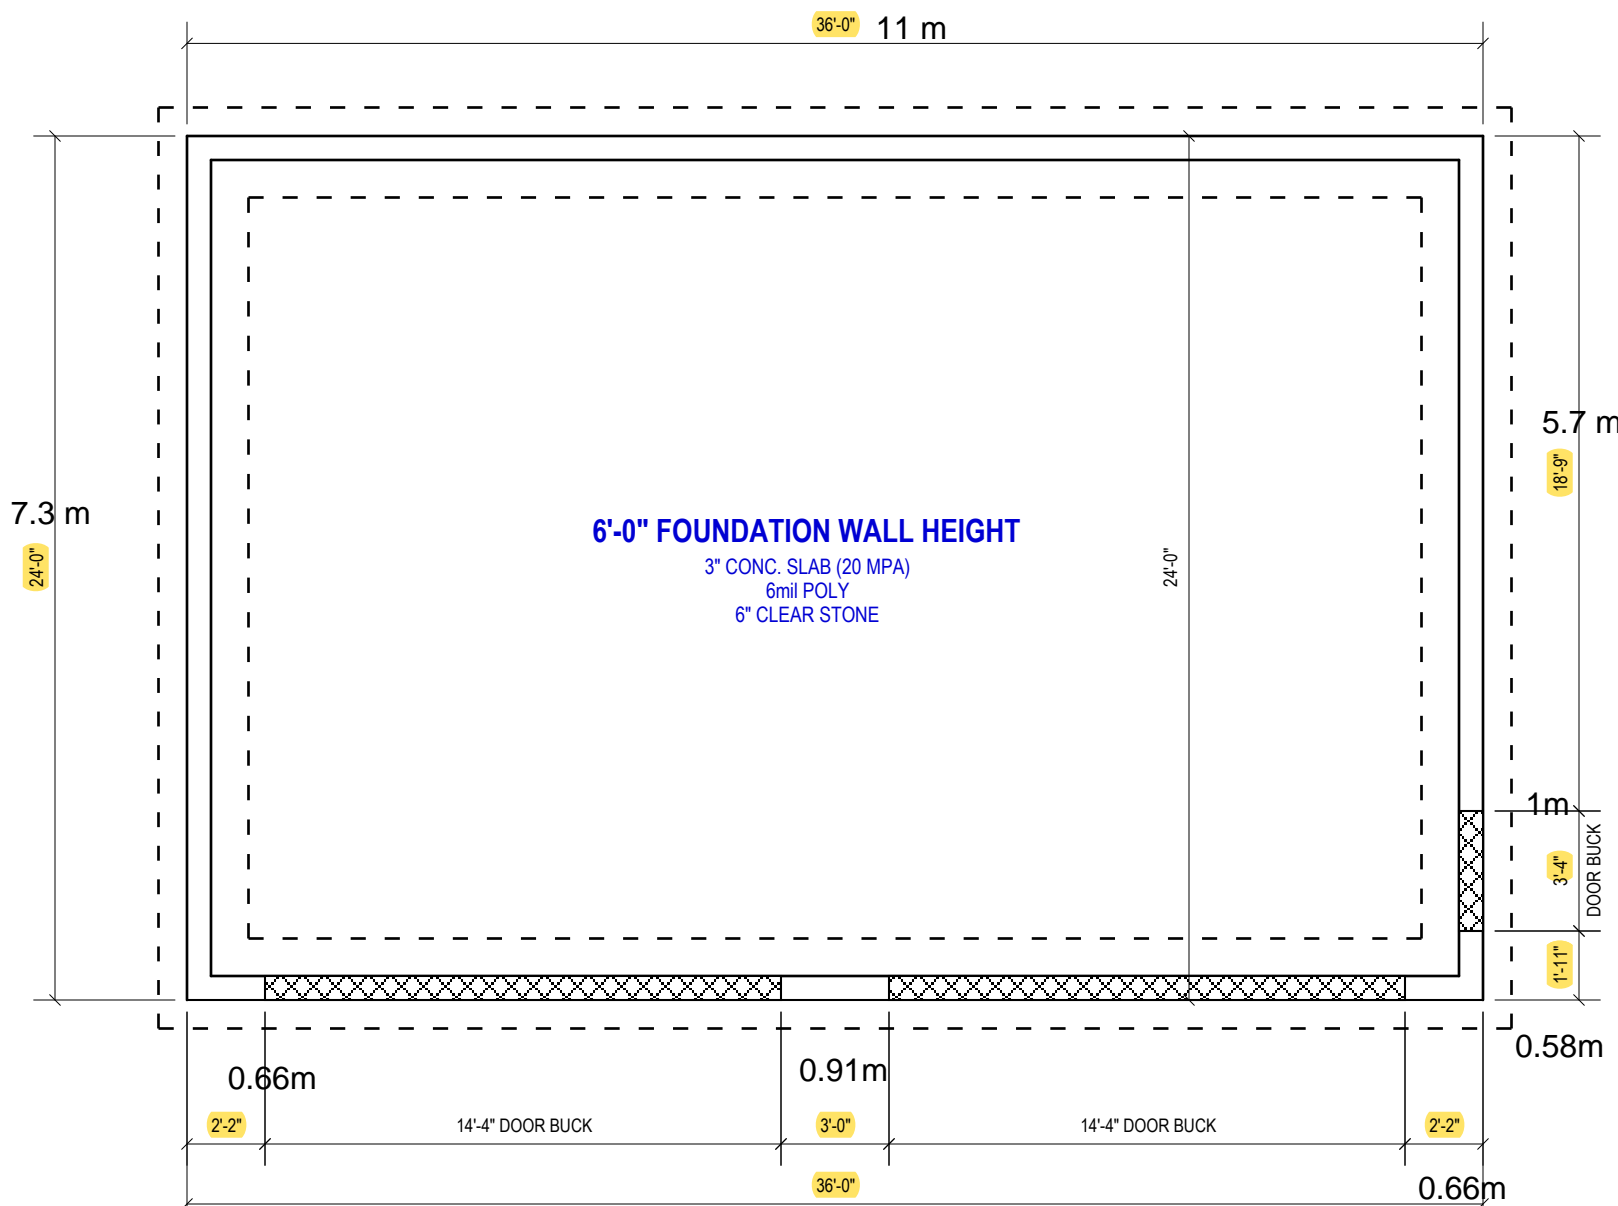 36'-0" 11 m
7.3 m
24'-0"
5.7 m
18'-9"
6'-0" FOUNDATION WALL HEIGHT
3" CONC. SLAB (20 MPA)
6mil POLY
6" CLEAR STONE
24'-0"
1m
3'-4"
DOOR BUCK
1'-11"
0.58m
0.66m
0.91m
2'-2"
14'-4" DOOR BUCK
3'-0"
14'-4" DOOR BUCK
2'-2"
36'-0"
0.66m